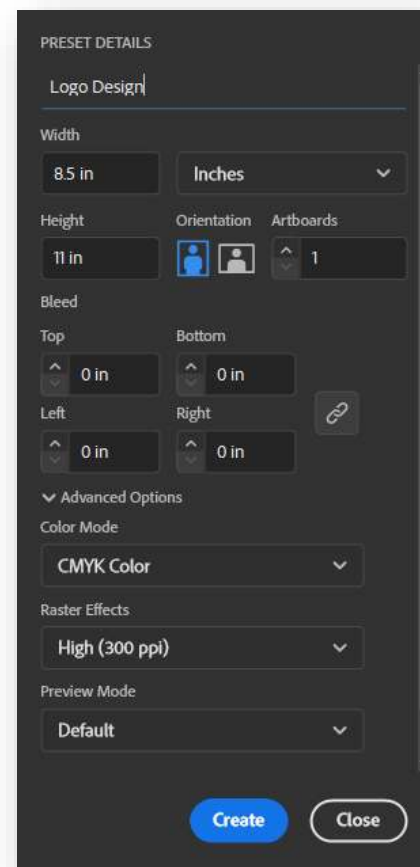 PRESET DETAILS
Logo Design
Width
8.5 in Inches
Height Orientation Artboards
11 in 1
Bleed
Top Bottom
0 in 0 in
Left Right
0 in 0 in
Advanced Options
Color Mode
CMYK Color
Raster Effects
High (300 ppi)
Preview Mode
Default
Create Close